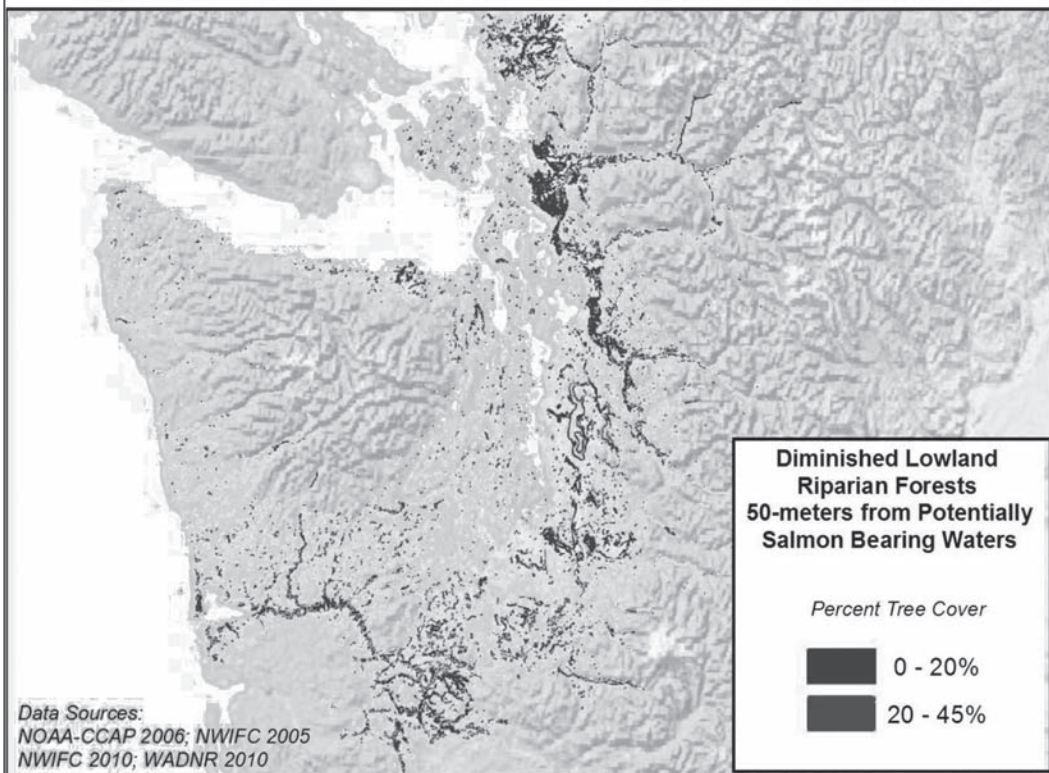 Diminished Lowland
Riparian Forests
50-meters from Potentially
Salmon Bearing Waters
Percent Tree Cover
0 - 20%
20 - 45%
Data Sources:
NOAA-CCAP 2006; NWIFC 2005
NWIFC 2010; WADNR 2010